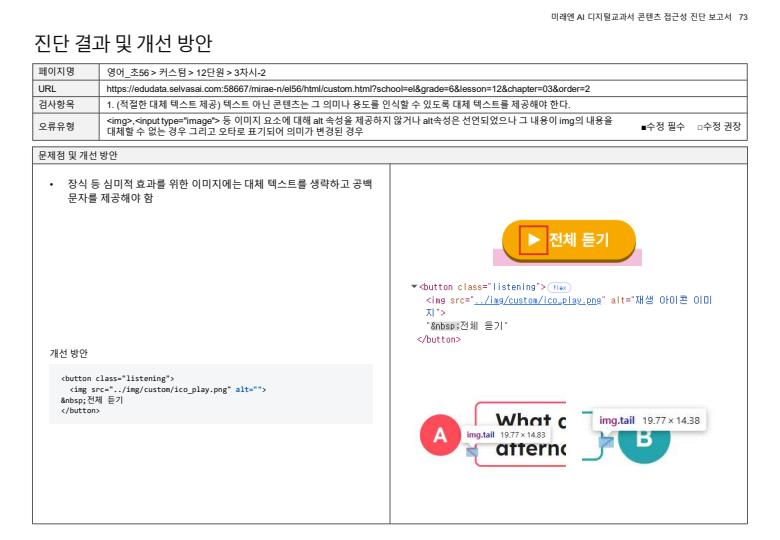 미래엔 AI 디지털교과서 콘텐츠 접근성 진단 보고서 73
진단 결과 및 개선 방안
페이지명 영어_초56 > 커스텀 > 12단원 > 3차시-2
URL https://edudata.selvasai.com:58667/mirae-n/el56/html/custom.html?school=el&grade=6&lesson=12&chapter=03&order=2
검사항목 1. (적절한 대체 텍스트 제공) 텍스트 아닌 콘텐츠는 그 의미나 용도를 인식할 수 있도록 대체 텍스트를 제공해야 한다.
오류유형 <img>,<input type="image"> 등 이미지 요소에 대해 alt 속성을 제공하지 않거나 alt속성은 선언되었으나 그 내용이 img의 내용을
대체할 수 없는 경우 그리고 오타로 표기되어 의미가 변경된 경우
■수정 필수 □수정 권장
문제점 및 개선 방안
• 장식 등 심미적 효과를 위한 이미지에는 대체 텍스트를 생략하고 공백
문자를 제공해야 함
개선 방안
<button class="listening">
<img src="../img/custom/ico_play.png" alt="">
&nbsp;전체 듣기
</button>
전체 듣기
▼<button class="listening"> flex
<img src="../img/custom/ico_play.png" alt="재생 아이콘 이미
지">
"&nbsp;전체 듣기"
</button>
A
What
img.tail 19.77 × 14.83
img.tail 19.77 × 14.38
B